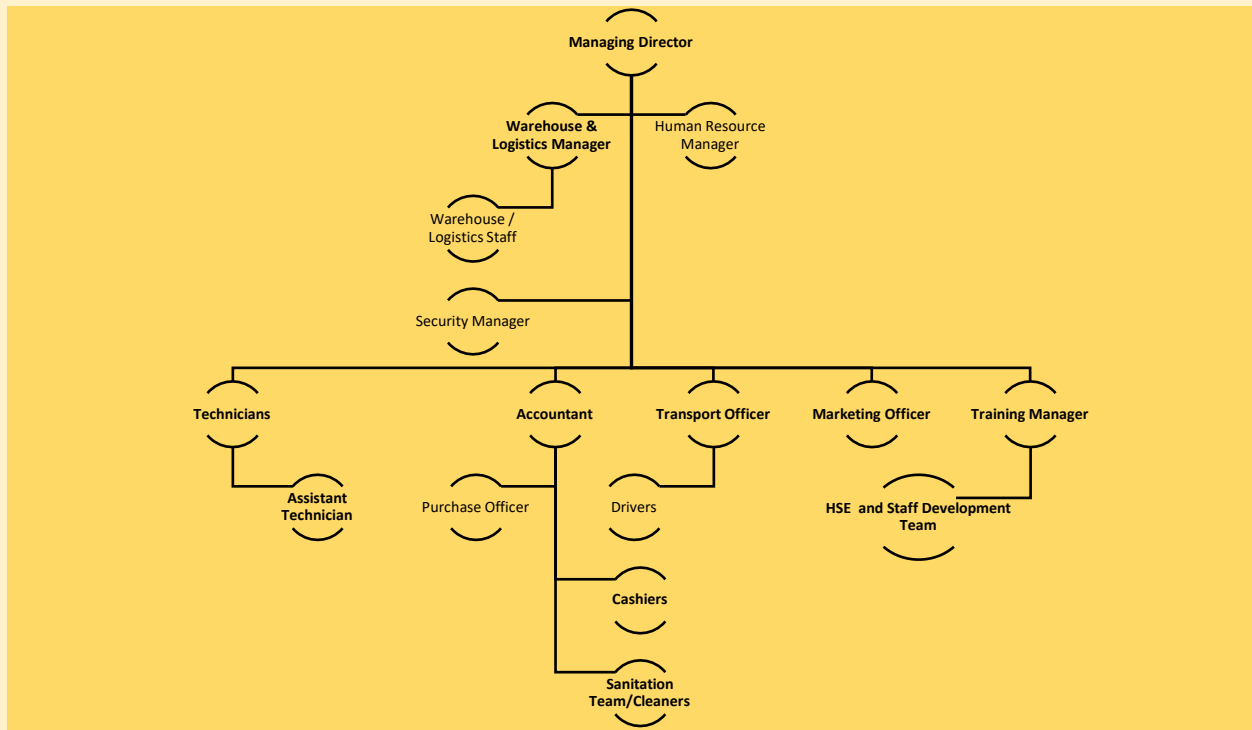 Managing Director
Warehouse &
Logistics Manager
Human Resource
Manager
Warehouse /
Logistics Staff
Security Manager
Technicians
Accountant
Transport Officer
Marketing Officer
Training Manager
Assistant
Technician
Purchase Officer
Drivers
HSE and Staff Development
Team
Cashiers
Sanitation
Team/Cleaners